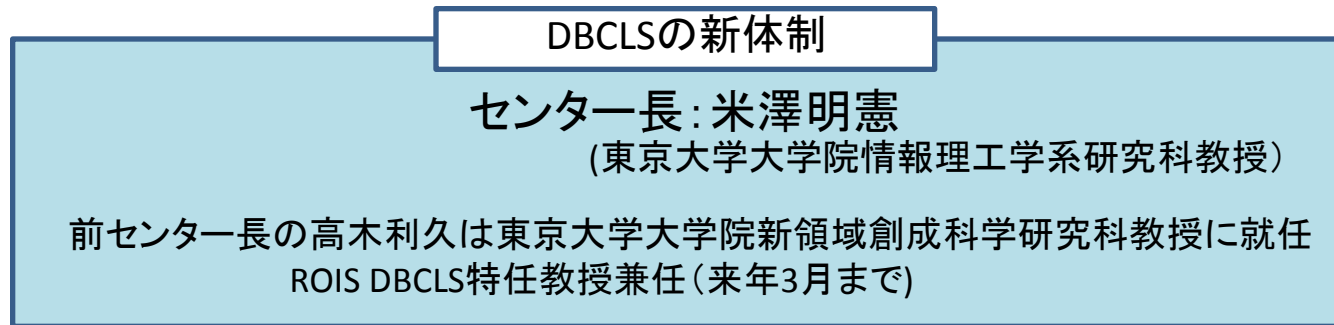 DBCLSの新体制
センター長：米澤明憲
(東京大学大学院情報理工学系研究科教授）
前センター長の高木利久は東京大学大学院新領域創成科学研究科教授に就任
ROIS DBCLS特任教授兼任（来年3月まで)